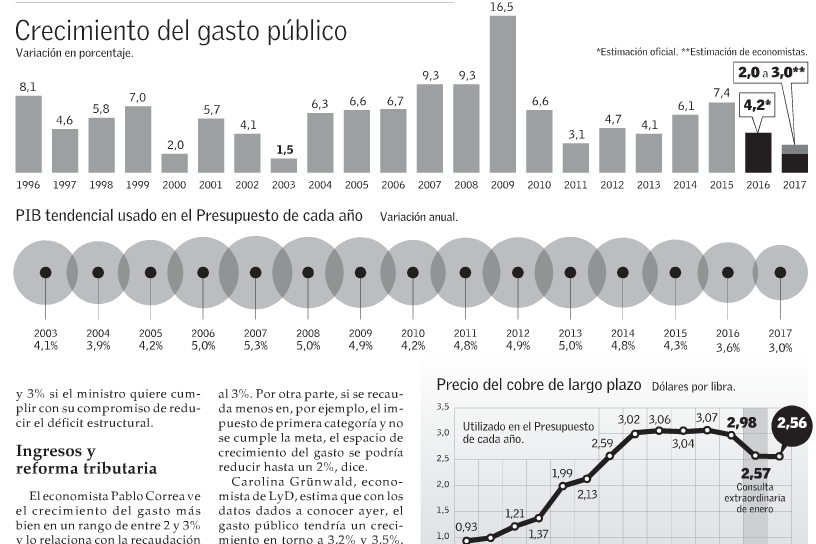 Crecimiento del gasto público
Variación en porcentaje.
*Estimación oficial. **Estimación de economistas.
8,1
4,6
5,8
7,0
2,0
5,7
4,1
1,5
6,3
6,6
6,7
9,3
9,3
16,5
6,6
3,1
4,7
4,1
6,1
7,4
4,2*
2,0 a 3,0**
1996 1997 1998 1999 2000 2001 2002 2003 2004 2005 2006 2007 2008 2009 2010 2011 2012 2013 2014 2015 2016 2017
PIB tendencial usado en el Presupuesto de cada año Variación anual.
2003 2004 2005 2006 2007 2008 2009 2010 2011 2012 2013 2014 2015 2016 2017
4,1% 3,9% 4,2% 5,0% 5,3% 5,0% 4,9% 4,2% 4,8% 4,9% 5,0% 4,8% 4,3% 3,6% 3,0%
y 3% si el ministro quiere cum-
plir con su compromiso de redu-
cir el déficit estructural.
Ingresos y
reforma tributaria
El economista Pablo Correa ve
el crecimiento del gasto más
bien en un rango de entre 2 y 3%
y lo relaciona con la recaudación
al 3%. Por otra parte, si se recau-
da menos en, por ejemplo, el im-
puesto de primera categoría y no
se cumple la meta, el espacio de
crecimiento del gasto se podría
reducir hasta un 2%, dice.
Carolina Grünwald, econo-
mista de LyD, estima que con los
datos dados a conocer ayer, el
gasto público tendría un creci-
miento en torno a 3,2% y 3,5%.
Precio del cobre de largo plazo Dólares por libra.
3,5
3,0
2,5
2,0
1,5
1,0
Utilizado en el Presupuesto
de cada año.
0,93
1,21
1,37
1,99
2,13
2,59
3,02
3,06
3,04
3,07
2,98
2,57
Consulta
extraordinaria
de enero
2,56